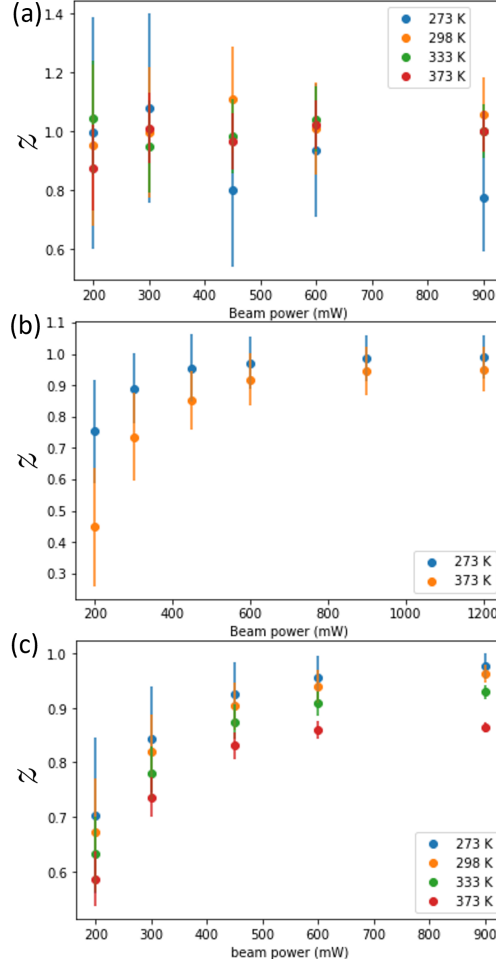 (a)
273 K
298 K
333 K
373 K
1.4
1.2
1.0
0.8
0.6
𝓏
200 300 400 500 600 700 800 900
Beam power (mW)
(b)
1.1
1.0
0.9
0.8
0.7
0.6
0.5
0.4
0.3
𝓏
273 K
373 K
200 400 600 800 1000 1200
Beam power (mW)
(c)
1.0
0.9
0.8
0.7
0.6
𝓏
273 K
298 K
333 K
373 K
200 300 400 500 600 700 800 900
beam power (mW)